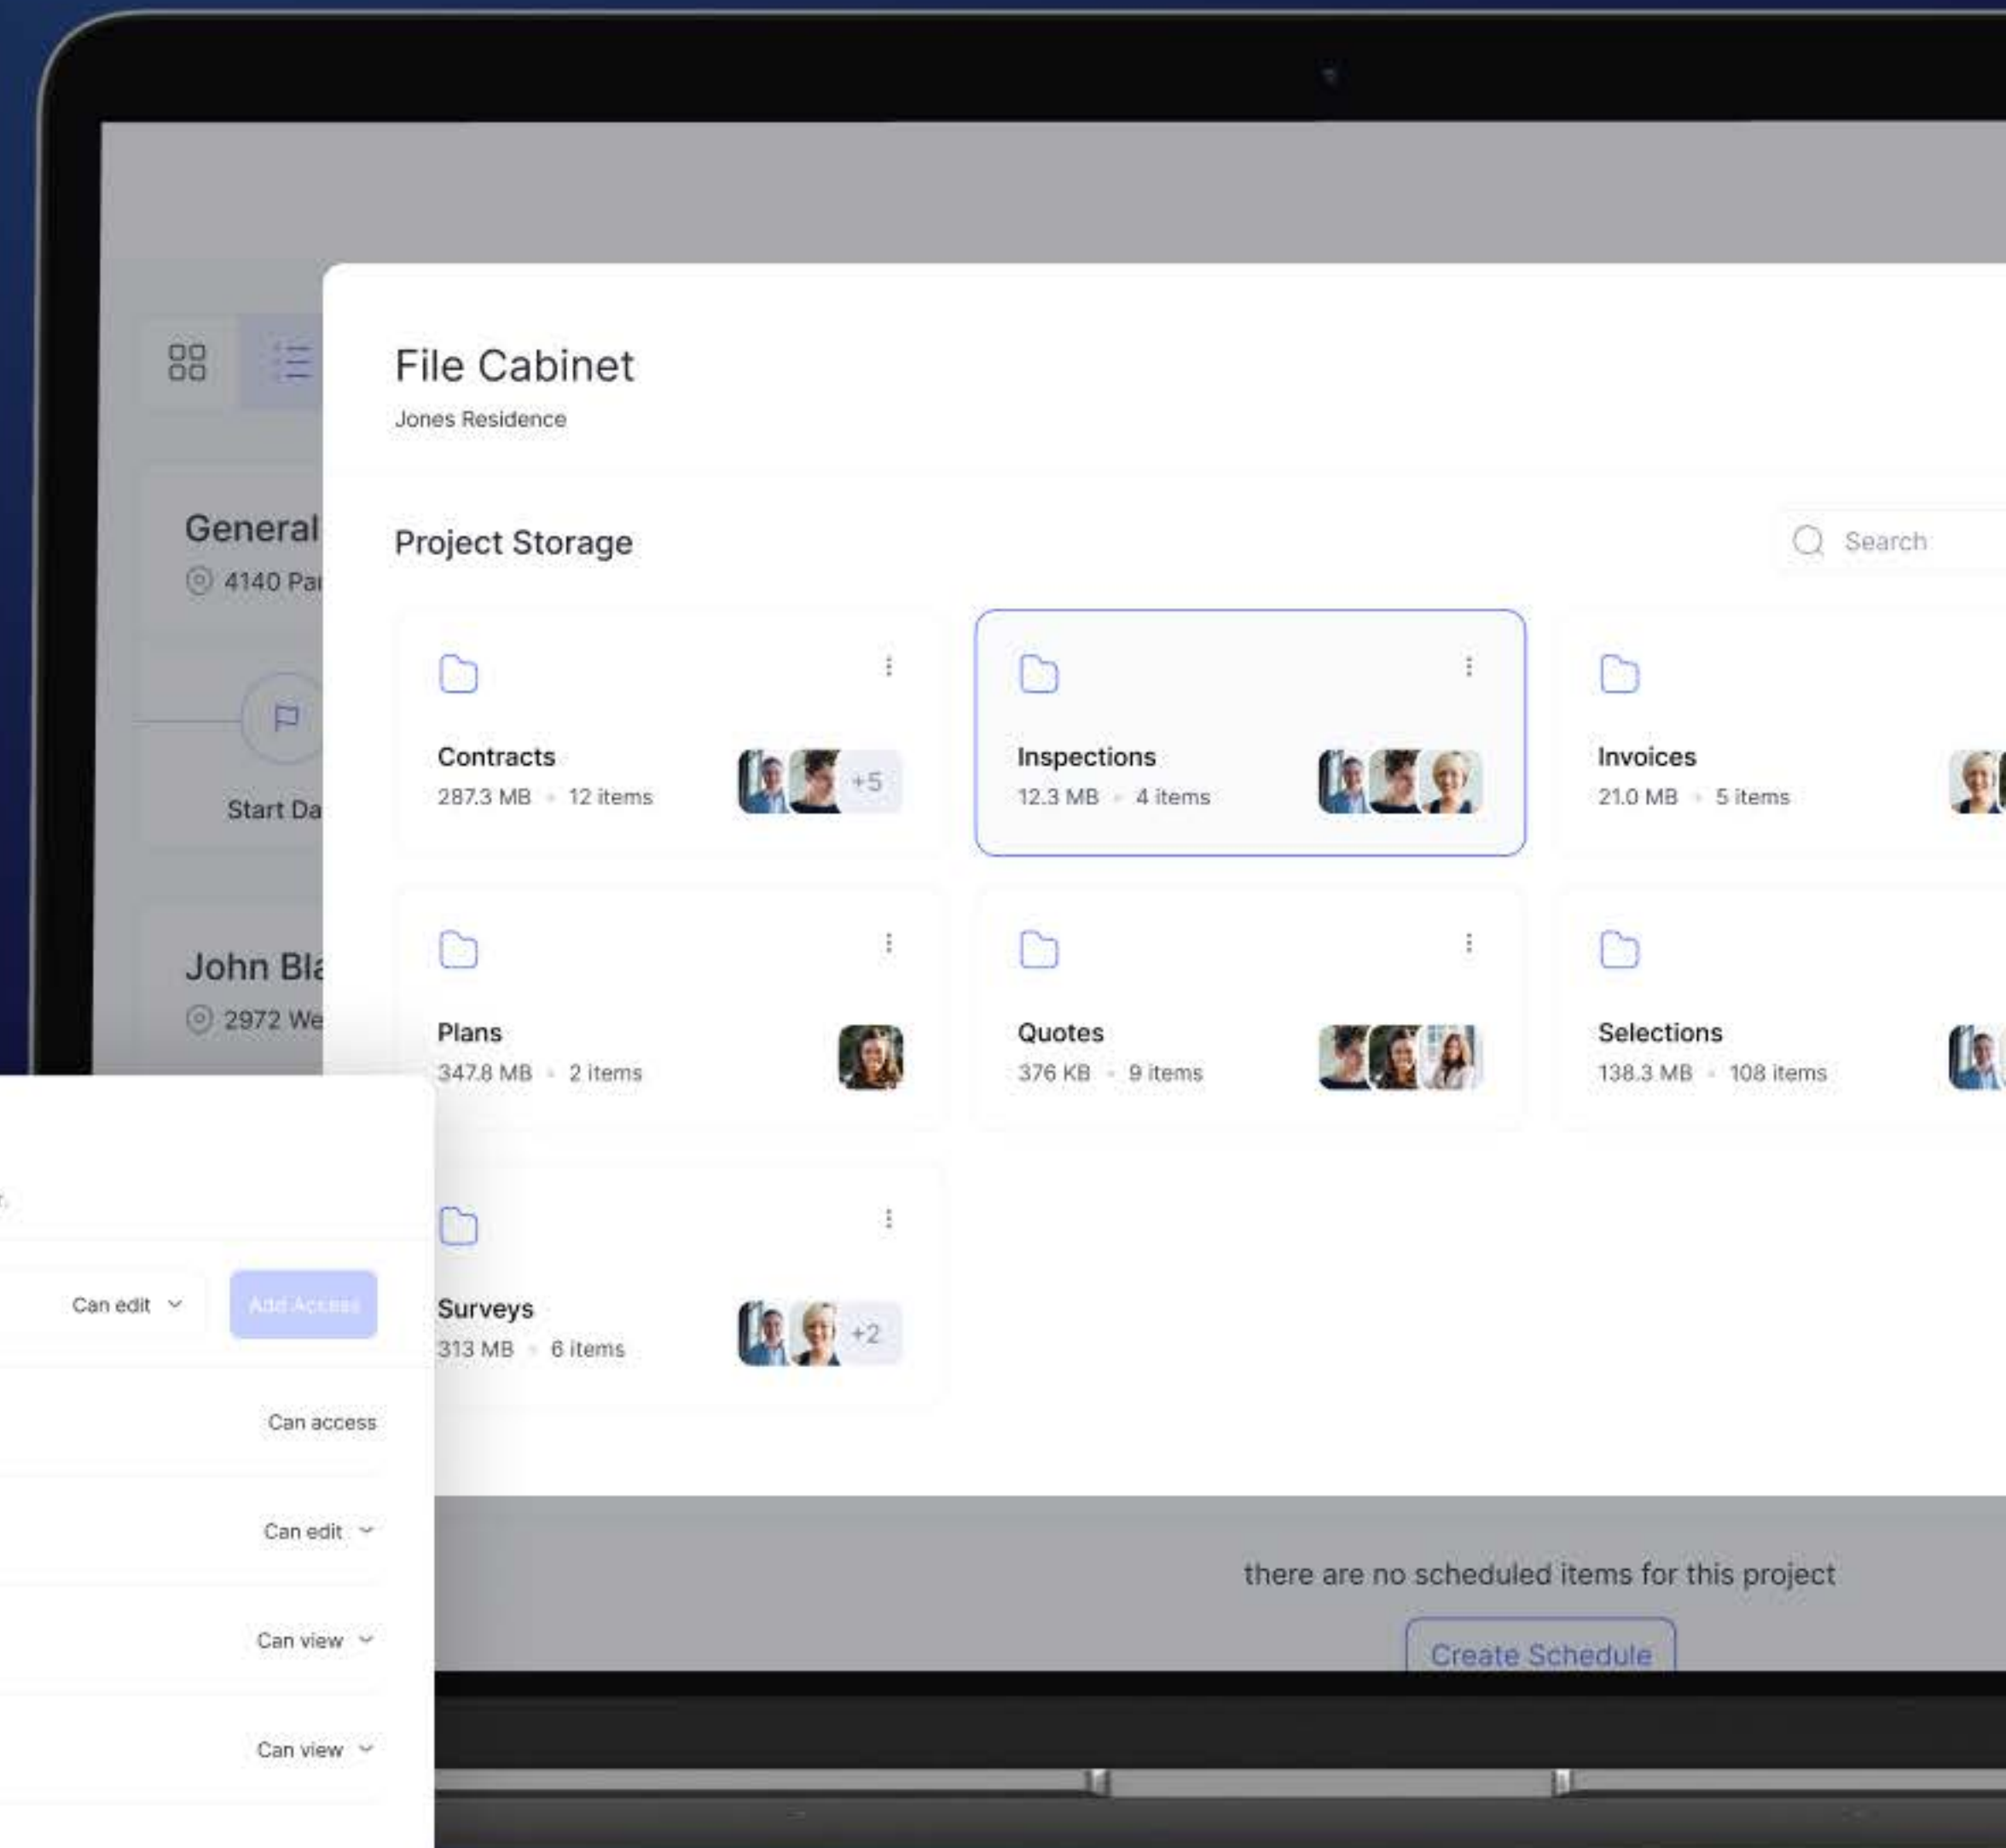 File Cabinet
Jones Residence
General
4140
Project Storage
Search
Contracts
287.3 MB • 12 items
+5
Inspections
12.3 MB • 4 items
Invoices
21.0 MB • 5 items
Start
John
2972
Plans
347.8 MB • 2 items
Quotes
376 KB • 9 items
Selections
138.3 MB • 108 items
Surveys
313 MB • 6 items
+2
Can edit
Add Access
Can access
Can edit
Can view
Can view
there are no scheduled items for this project
Create Schedule